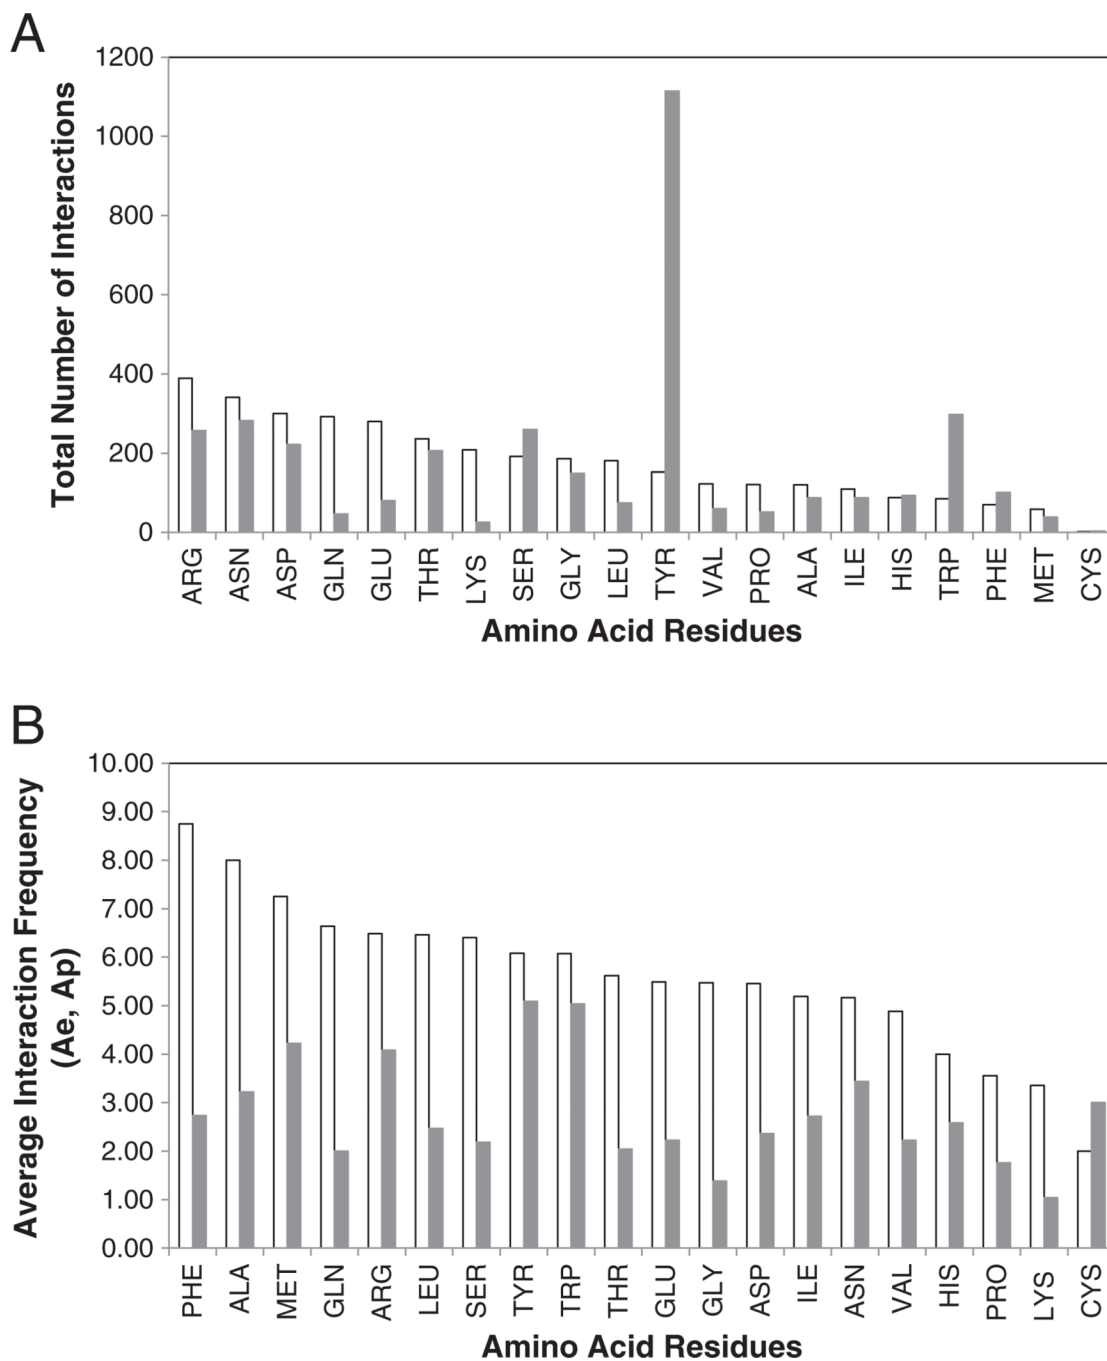 A
1200
1000
800
600
400
200
0
Total Number of Interactions
ARG ASN ASP GLN GLU THR LYS SER GLY LEU TYR VAL PRO ALA ILE HIS TRP PHE MET CYS
Amino Acid Residues
B
10.00
9.00
8.00
7.00
6.00
5.00
4.00
3.00
2.00
1.00
0.00
Average Interaction Frequency
(Ae, Ap)
PHE ALA MET GLN ARG LEU SER TYR TRP THR GLU GLY ASP ILE ASN VAL HIS PRO LYS CYS
Amino Acid Residues